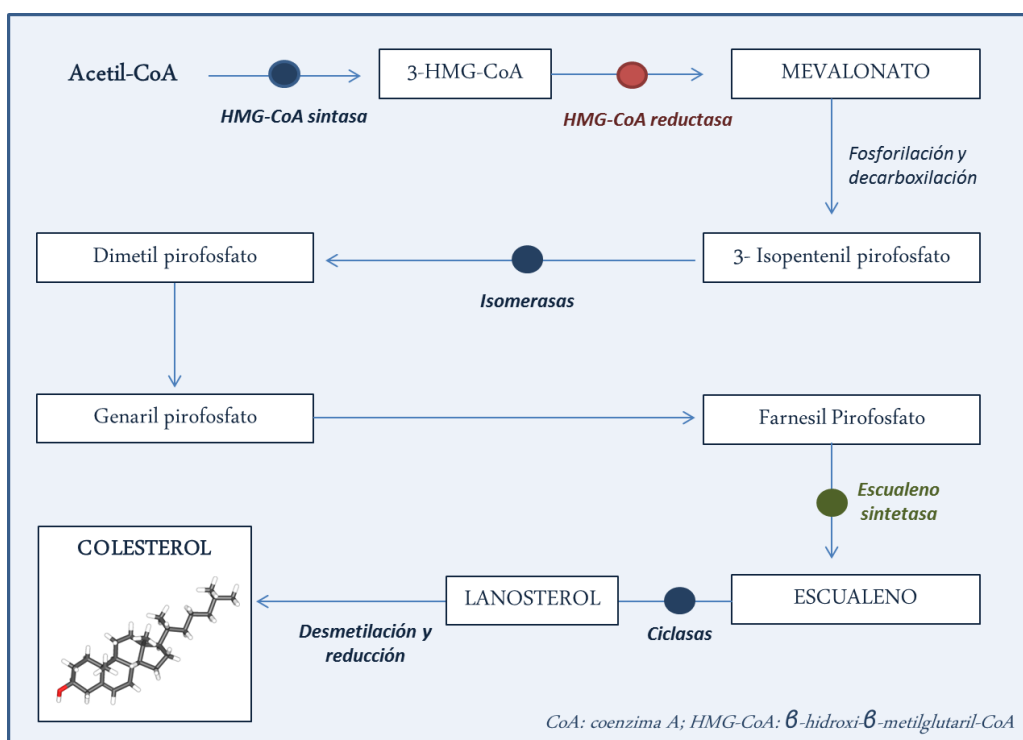 Acetil-CoA
3-HMG-CoA
MEVALONATO
HMG-CoA sintasa
HMG-CoA reductasa
Fosforilación y
decarboxilación
Dimetil pirofosfato
3- Isopentenil pirofosfato
Isomerasas
Genaril pirofosfato
Farnesil Pirofosfato
Escualeno
sintetasa
COLESTEROL
LANOSTEROL
ESCUALENO
Desmetilación y
reducción
Ciclasas
CoA: coenzima A; HMG-CoA: β-hidroxi-β-metilglutaril-CoA